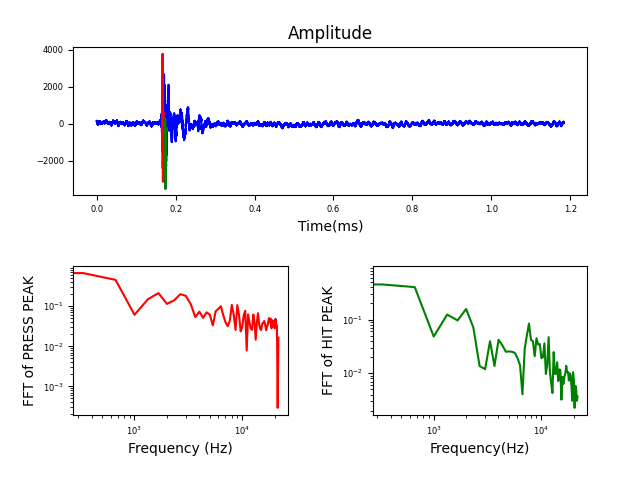 Amplitude
4000
2000
0
−2000
0.0 0.2 0.4 0.6 0.8 1.0 1.2
Time(ms)
FFT of PRESS PEAK
10⁻¹
10⁻²
10⁻³
10³ 10⁴
Frequency (Hz)
FFT of HIT PEAK
10⁻¹
10⁻²
10³ 10⁴
Frequency(Hz)